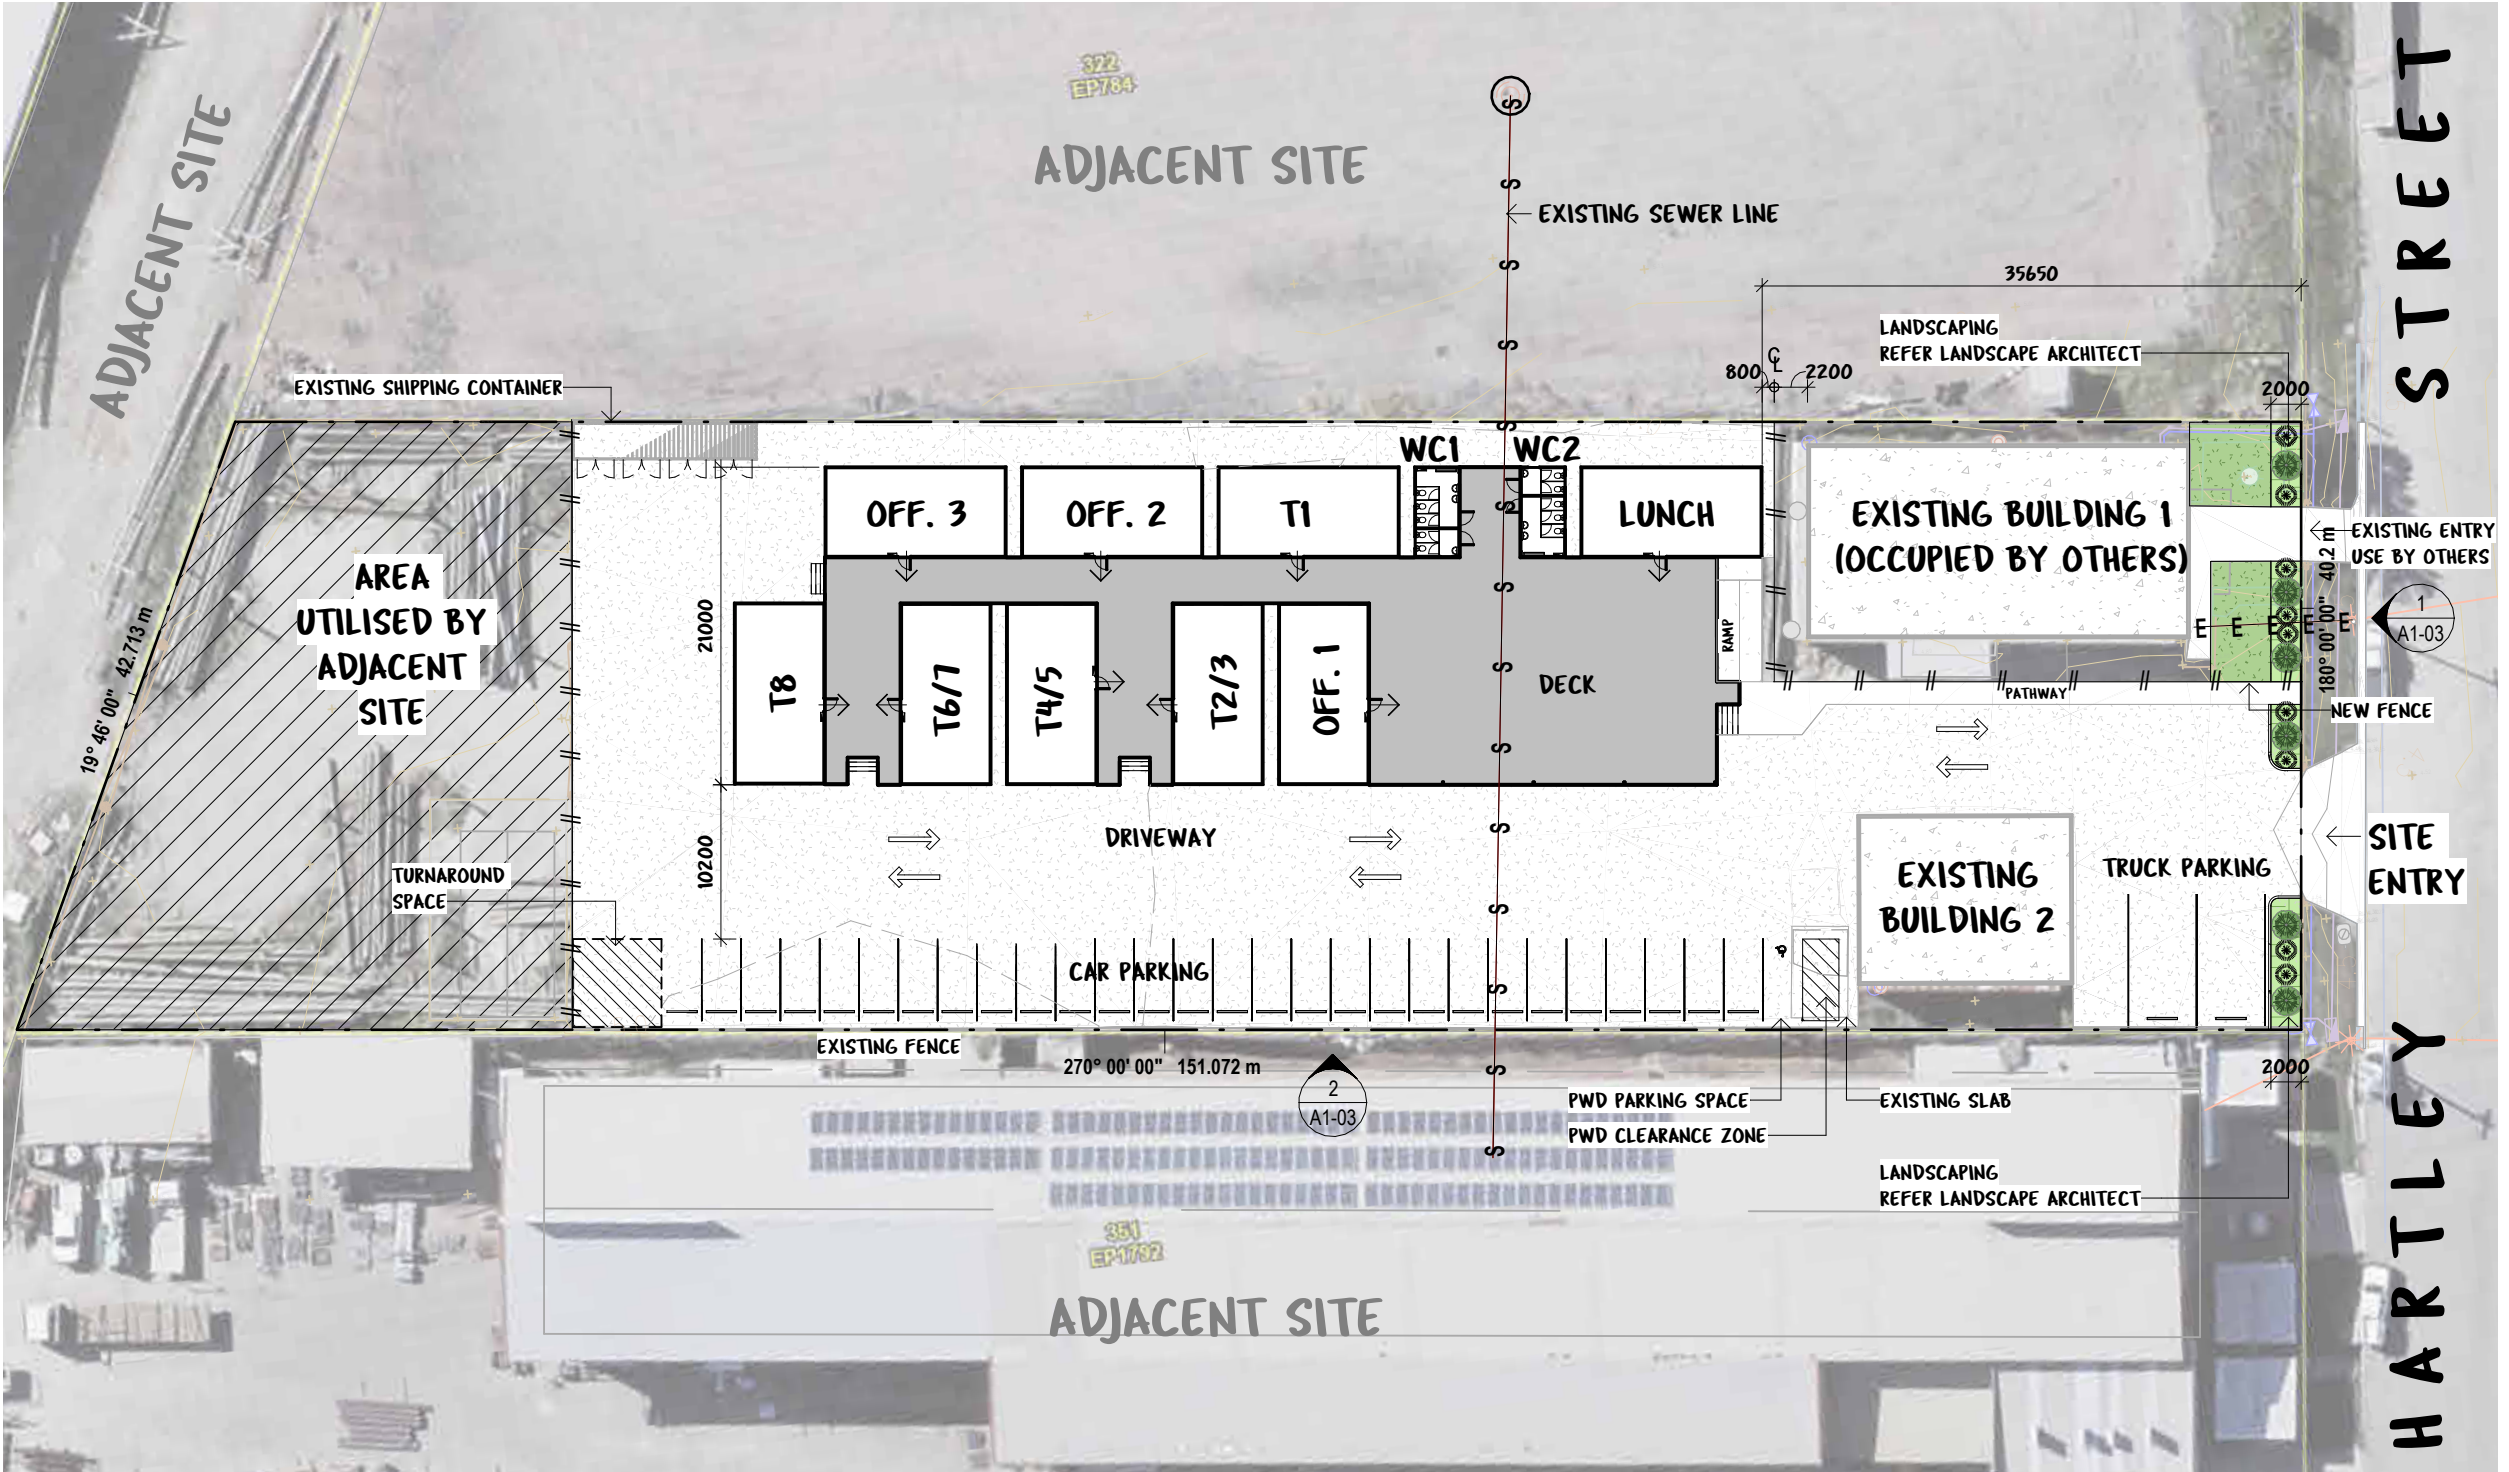 322
EP784
ADJACENT SITE
ADJACENT SITE
S
S
EXISTING SEWER LINE
S
S
S
S
S
S
S
S
S
S
S
S
35650
LANDSCAPING
REFER LANDSCAPE ARCHITECT
800
2200
2000
EXISTING SHIPPING CONTAINER
WC1
WC2
OFF. 3
OFF. 2
T1
LUNCH
EXISTING BUILDING 1
(OCCUPIED BY OTHERS)
EXISTING ENTRY
USE BY OTHERS
180° 00' 00" 40.2 m
1
A1-03
E
E
E
E
E
AREA
UTILISED BY
ADJACENT
SITE
19° 46' 00" 42.713 m
21000
T8
T6/7
T4/5
T2/3
OFF. 1
DECK
RAMP
PATHWAY
NEW FENCE
10200
DRIVEWAY
TURNAROUND
SPACE
CAR PARKING
EXISTING
BUILDING 2
TRUCK PARKING
SITE
ENTRY
EXISTING FENCE
270° 00' 00" 151.072 m
2
A1-03
PWD PARKING SPACE
PWD CLEARANCE ZONE
EXISTING SLAB
2000
LANDSCAPING
REFER LANDSCAPE ARCHITECT
351
EP1792
ADJACENT SITE
HARTLEY STREET